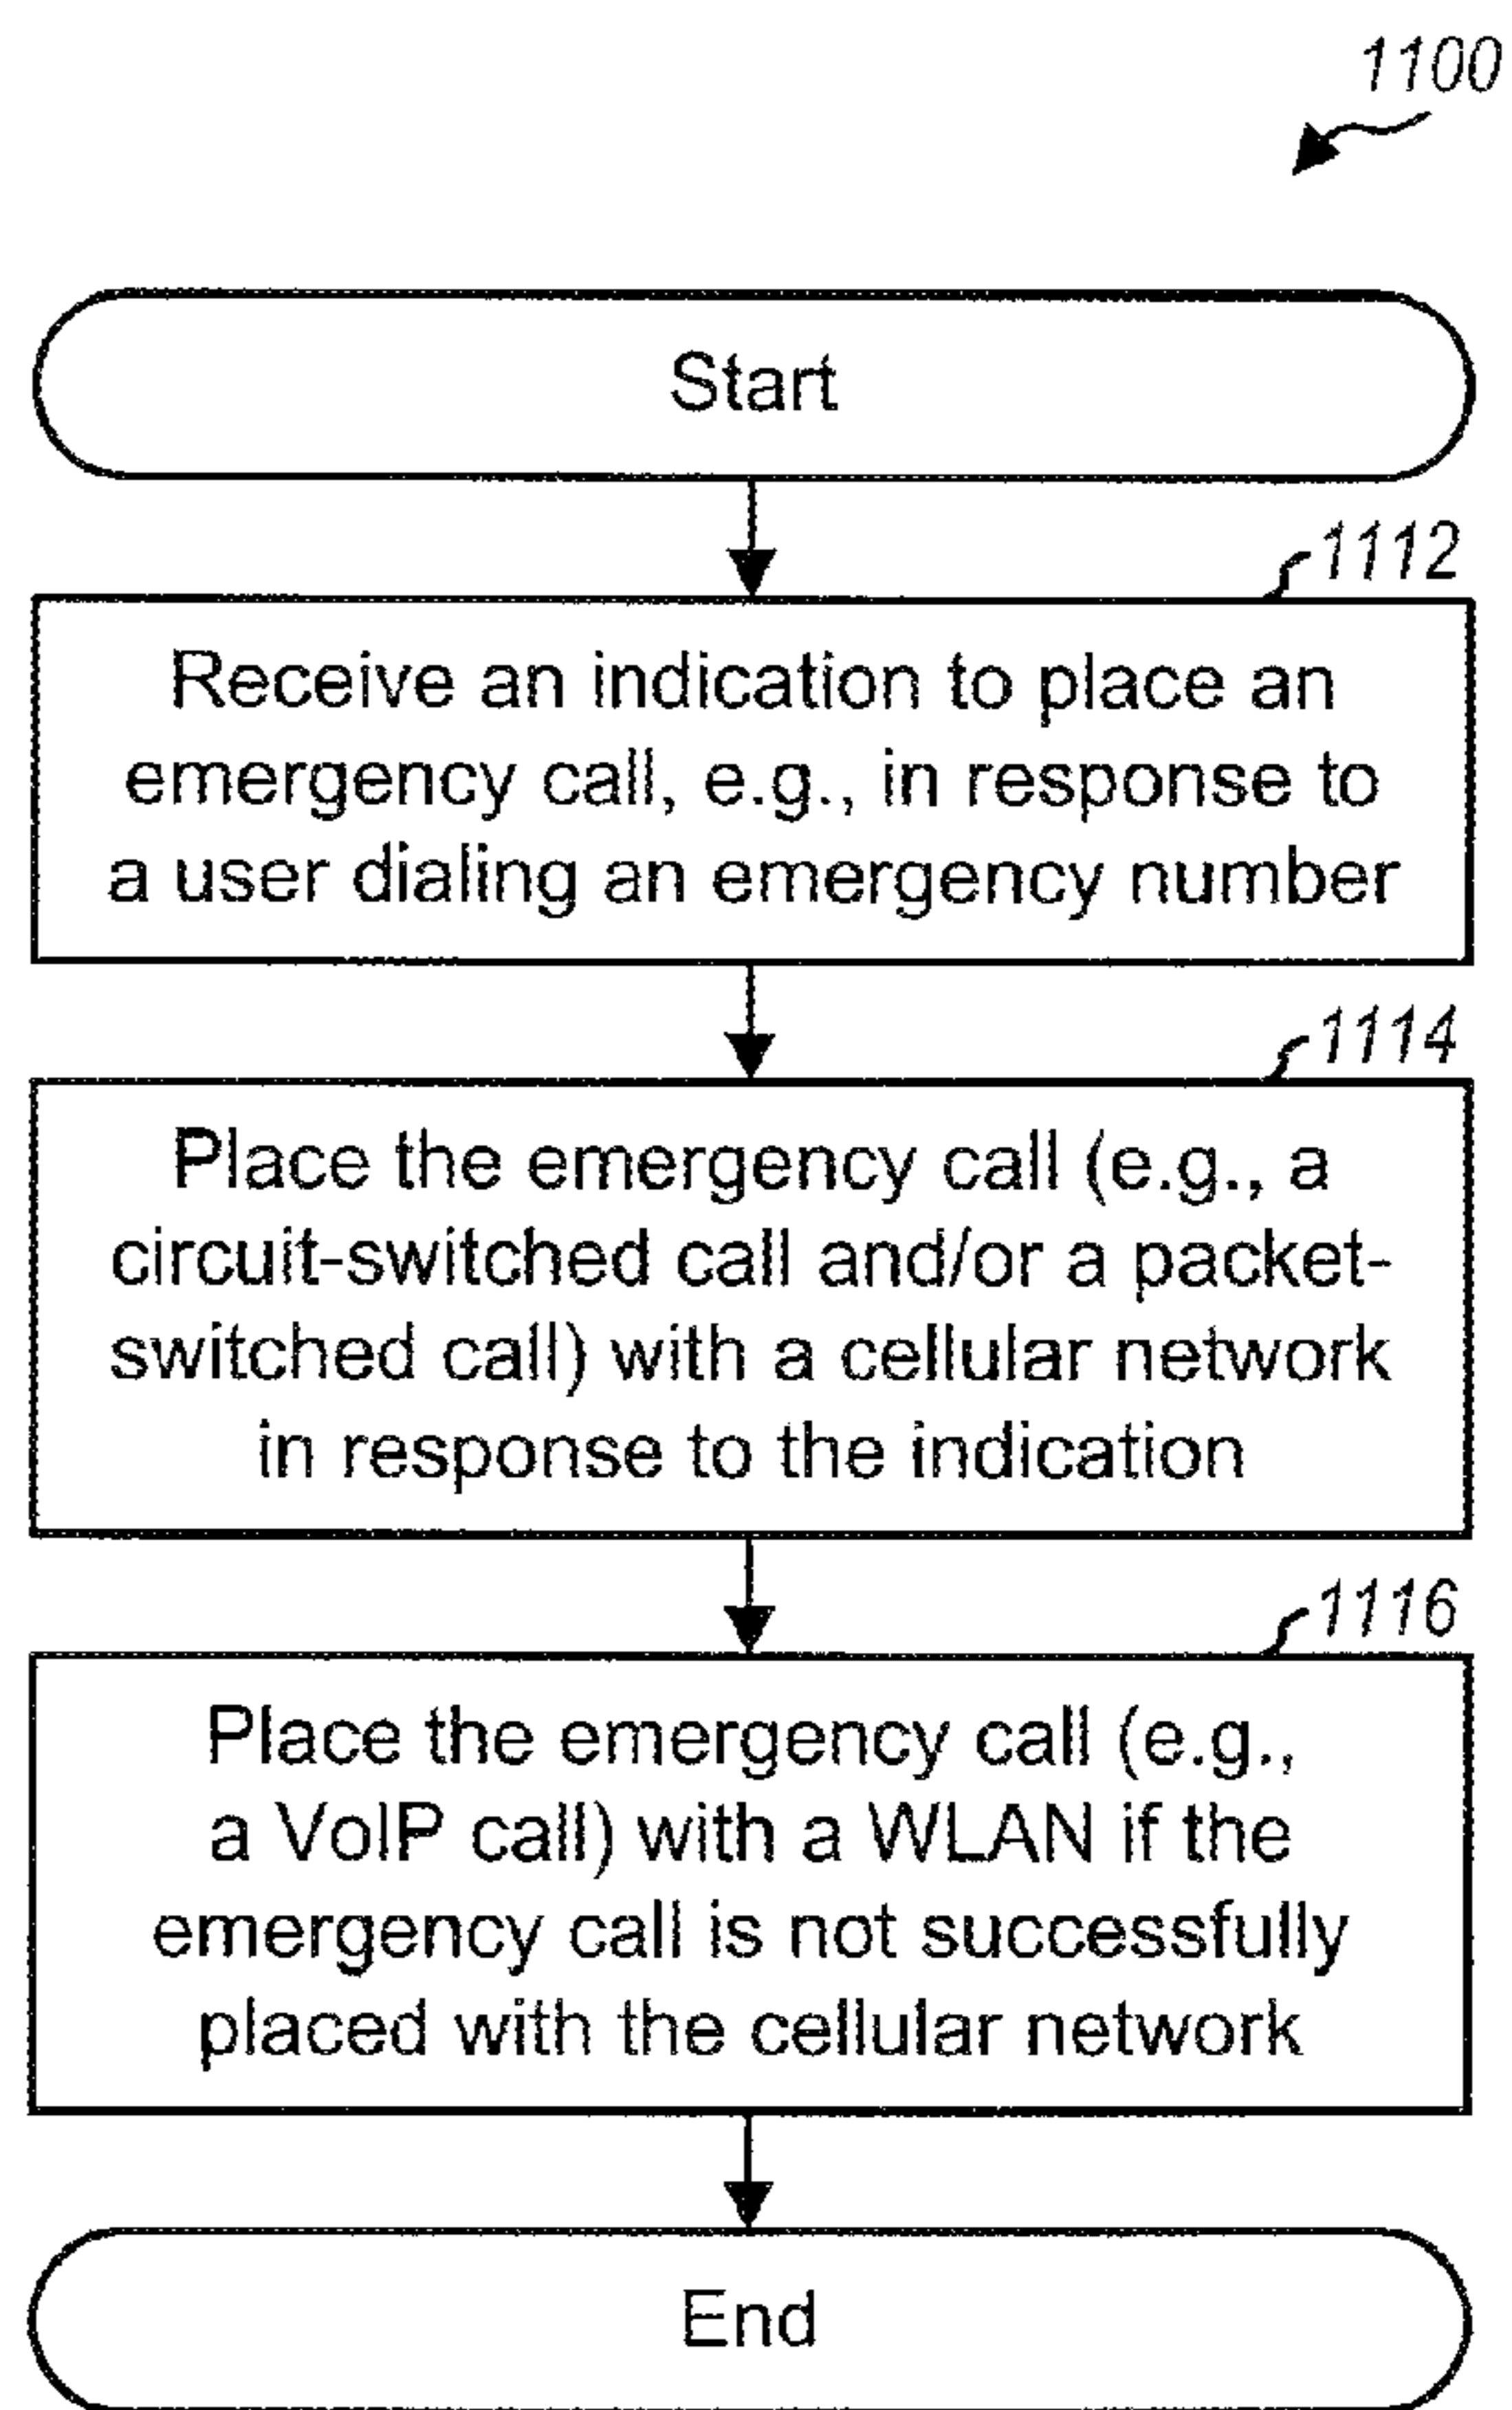 1100
Start
1112
Receive an indication to place an
emergency call, e.g., in response to
a user dialing an emergency number
1114
Place the emergency call (e.g., a
circuit-switched call and/or a packet-
switched call) with a cellular network
in response to the indication
1116
Place the emergency call (e.g.,
a VoIP call) with a WLAN if the
emergency call is not successfully
placed with the cellular network
End